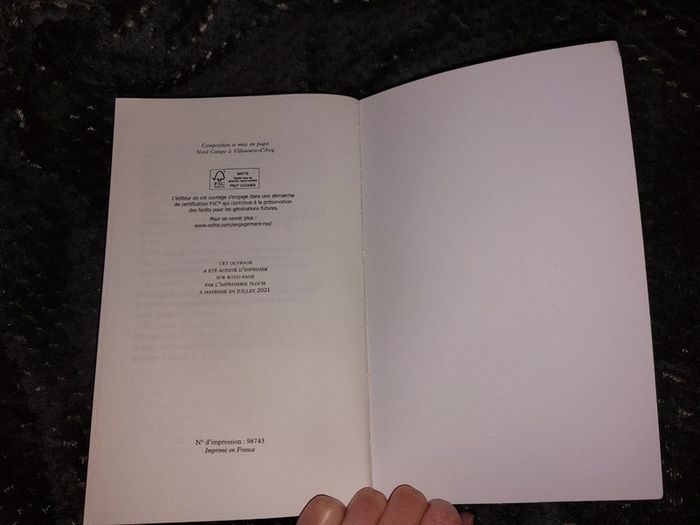 Composition et mise en pages
Nord Compo à Villeneuve-d'Ascq
FSC
MIXTE
L'éditeur de cet ouvrage s'engage dans une démarche
de certification FSC® qui contribue à la préservation
des forêts pour les générations futures.
Pour en savoir plus :
www.editis.com/engagement-rse/
CET OUVRAGE
A ÉTÉ ACHEVÉ D'IMPRIMER
SUR ROTO-PAGE
PAR L'IMPRIMERIE FLOCH
À MAYENNE EN JUILLET 2021
N° d'impression : 98743
Imprimé en France